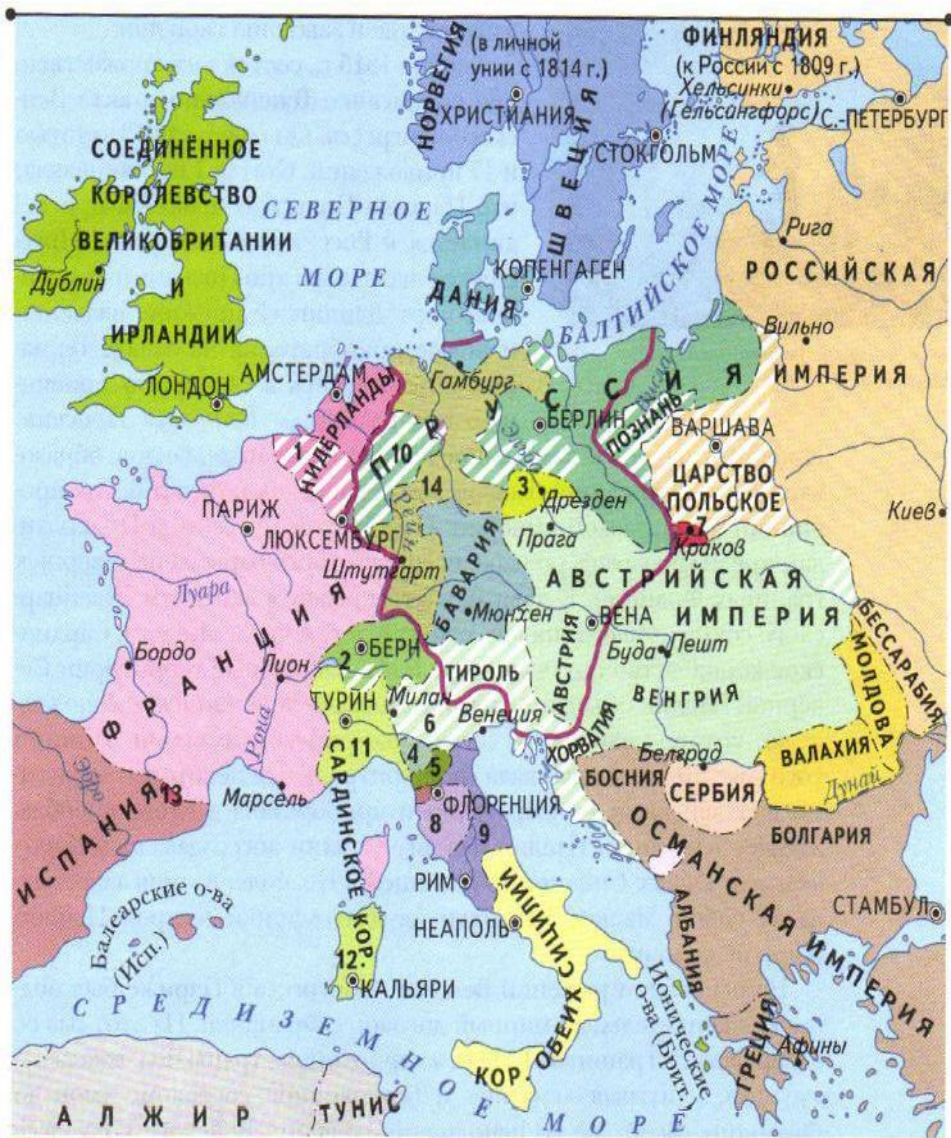 НОРВЕГИЯ
(в личной
унии с 1814 г.)
ХРИСТИАНИЯ
ШВЕЦИЯ
СТОКГОЛЬМ
ФИНЛЯНДИЯ
(к России с 1809 г.)
Хельсинки
(Гельсингфорс)
С.-ПЕТЕРБУРГ
СОЕДИНЁННОЕ
КОРОЛЕВСТВО
ВЕЛИКОБРИТАНИИ
И
ИРЛАНДИИ
Дублин
ЛОНДОН
СЕВЕРНОЕ
МОРЕ
КОПЕНГАГЕН
ДАНИЯ
БАЛТИЙСКОЕ МОРЕ
Рига
РОССИЙСКАЯ
ИМПЕРИЯ
Вильно
АМСТЕРДАМ
НИДЕРЛАНДЫ
1
Гамбург
ПРУССИЯ
БЕРЛИН
ПОЗНАНЬ
Висла
ВАРШАВА
ЦАРСТВО
ПОЛЬСКОЕ
10
14
3
Эльба
Дрезден
Рейн
7
Краков
Киев
ПАРИЖ
ЛЮКСЕМБУРГ
Штутгарт
Прага
Луара
ФРАНЦИЯ
БАВАРИЯ
Мюнхен
АВСТРИЙСКАЯ
ИМПЕРИЯ
ВЕНА
АВСТРИЯ
Буда
Пешт
ВЕНГРИЯ
БЕССАРАБИЯ
МОЛДОВА
Бордо
Лион
2
БЕРН
ТИРОЛЬ
ТУРИН
Милан
6
Венеция
ХОРВАТИЯ
Белград
ВАЛАХИЯ
Дунай
БОСНИЯ
СЕРБИЯ
11
4
5
Рона
Марсель
Эбро
13
ИСПАНИЯ
САРДИНСКОЕ КОР.
ФЛОРЕНЦИЯ
8
9
БОЛГАРИЯ
ОСМАНСКАЯ ИМПЕРИЯ
РИМ
НЕАПОЛЬ
КОР. ОБЕИХ СИЦИЛИЙ
АЛБАНИЯ
СТАМБУЛ
Балеарские о-ва
(Исп.)
12
КАЛЬЯРИ
Ионические
о-ва (Брит.)
ГРЕЦИЯ
Афины
СРЕДИЗЕМНОЕ МОРЕ
АЛЖИР
ТУНИС